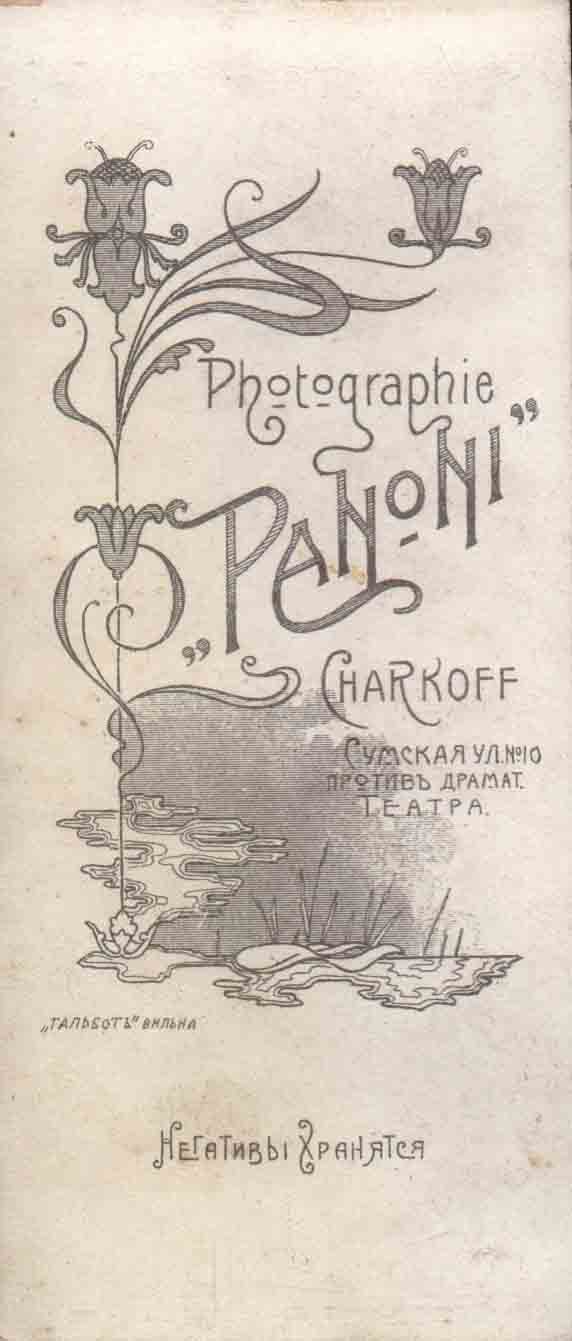 Photographie
„PANONI”
CHARKOFF
СУМСКАЯ УЛ. №10
ПРОТИВЪ ДРАМАТ.
ТЕАТРА.
„ТАЛЬБОТЪ" ВИЛЬНА
НЕГАТИВЫ ХРАНЯТСЯ